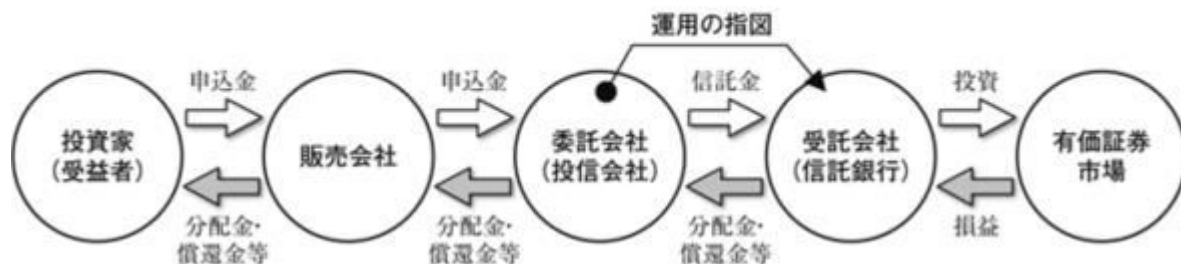 運用の指図
申込金
申込金
信託金
投資
投資家
（受益者）
販売会社
委託会社
（投信会社）
受託会社
（信託銀行）
有価証券
市場
分配金・
償還金等
分配金・
償還金等
分配金・
償還金等
損益